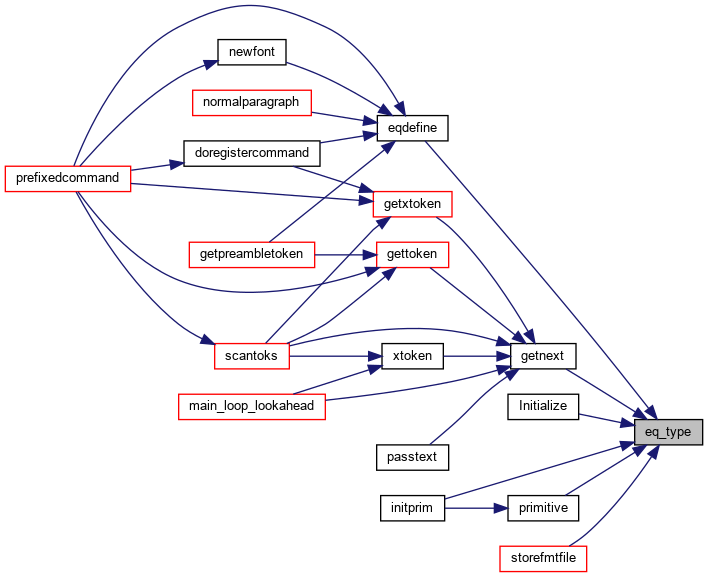 newfont
normalparagraph
eqdefine
doregistercommand
prefixedcommand
getxtoken
getpreambletoken
gettoken
scantoks
xtoken
getnext
main_loop_lookahead
Initialize
eq_type
passtext
initprim
primitive
storefmtfile